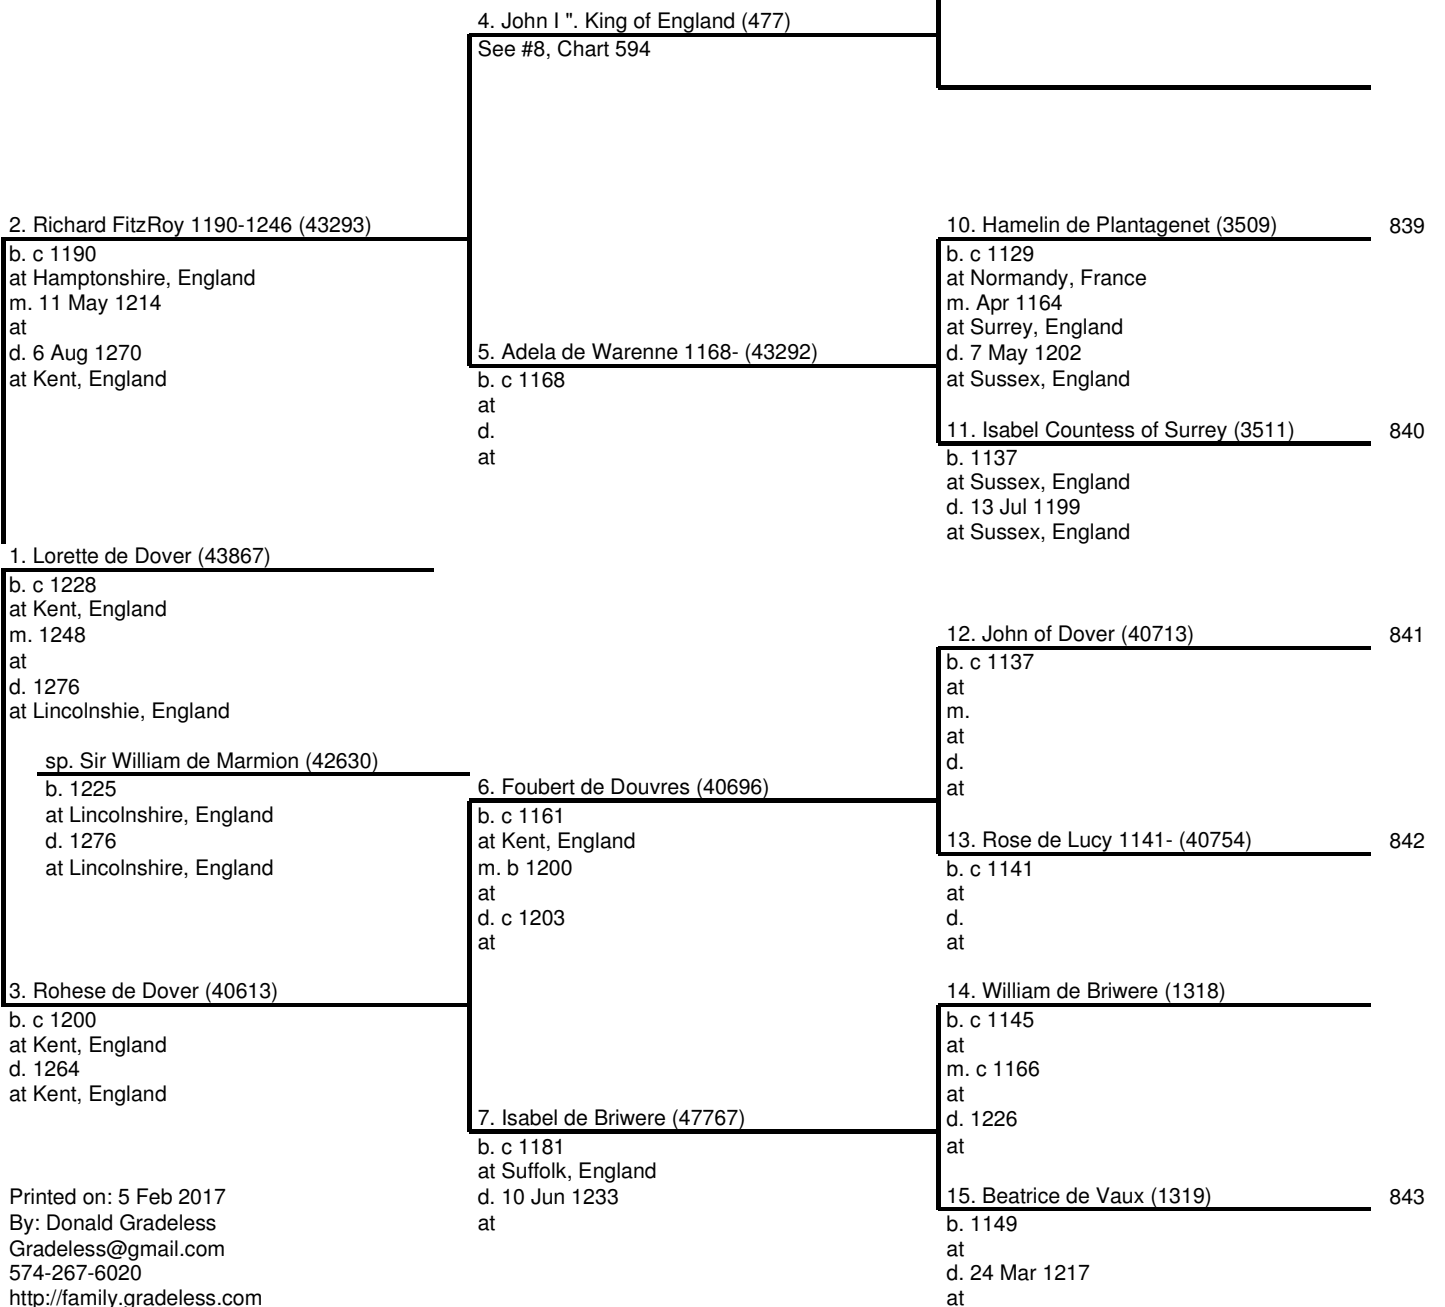 4. John I ". King of England (477)
See #8, Chart 594
2. Richard FitzRoy 1190-1246 (43293)
b. c 1190
at Hamptonshire, England
m. 11 May 1214
at
d. 6 Aug 1270
at Kent, England
10. Hamelin de Plantagenet (3509) 839
b. c 1129
at Normandy, France
m. Apr 1164
at Surrey, England
d. 7 May 1202
at Sussex, England
5. Adela de Warenne 1168- (43292)
b. c 1168
at
d.
at
11. Isabel Countess of Surrey (3511) 840
b. 1137
at Sussex, England
d. 13 Jul 1199
at Sussex, England
1. Lorette de Dover (43867)
b. c 1228
at Kent, England
m. 1248
at
d. 1276
at Lincolnshie, England
sp. Sir William de Marmion (42630)
b. 1225
at Lincolnshire, England
d. 1276
at Lincolnshire, England
12. John of Dover (40713) 841
b. c 1137
at
m.
at
d.
at
6. Foubert de Douvres (40696)
b. c 1161
at Kent, England
m. b 1200
at
d. c 1203
at
13. Rose de Lucy 1141- (40754) 842
b. c 1141
at
d.
at
3. Rohese de Dover (40613)
b. c 1200
at Kent, England
d. 1264
at Kent, England
14. William de Briwere (1318)
b. c 1145
at
m. c 1166
at
d. 1226
at
7. Isabel de Briwere (47767)
b. c 1181
at Suffolk, England
d. 10 Jun 1233
at
15. Beatrice de Vaux (1319) 843
b. 1149
at
d. 24 Mar 1217
at
Printed on: 5 Feb 2017
By: Donald Gradeless
Gradeless@gmail.com
574-267-6020
http://family.gradeless.com